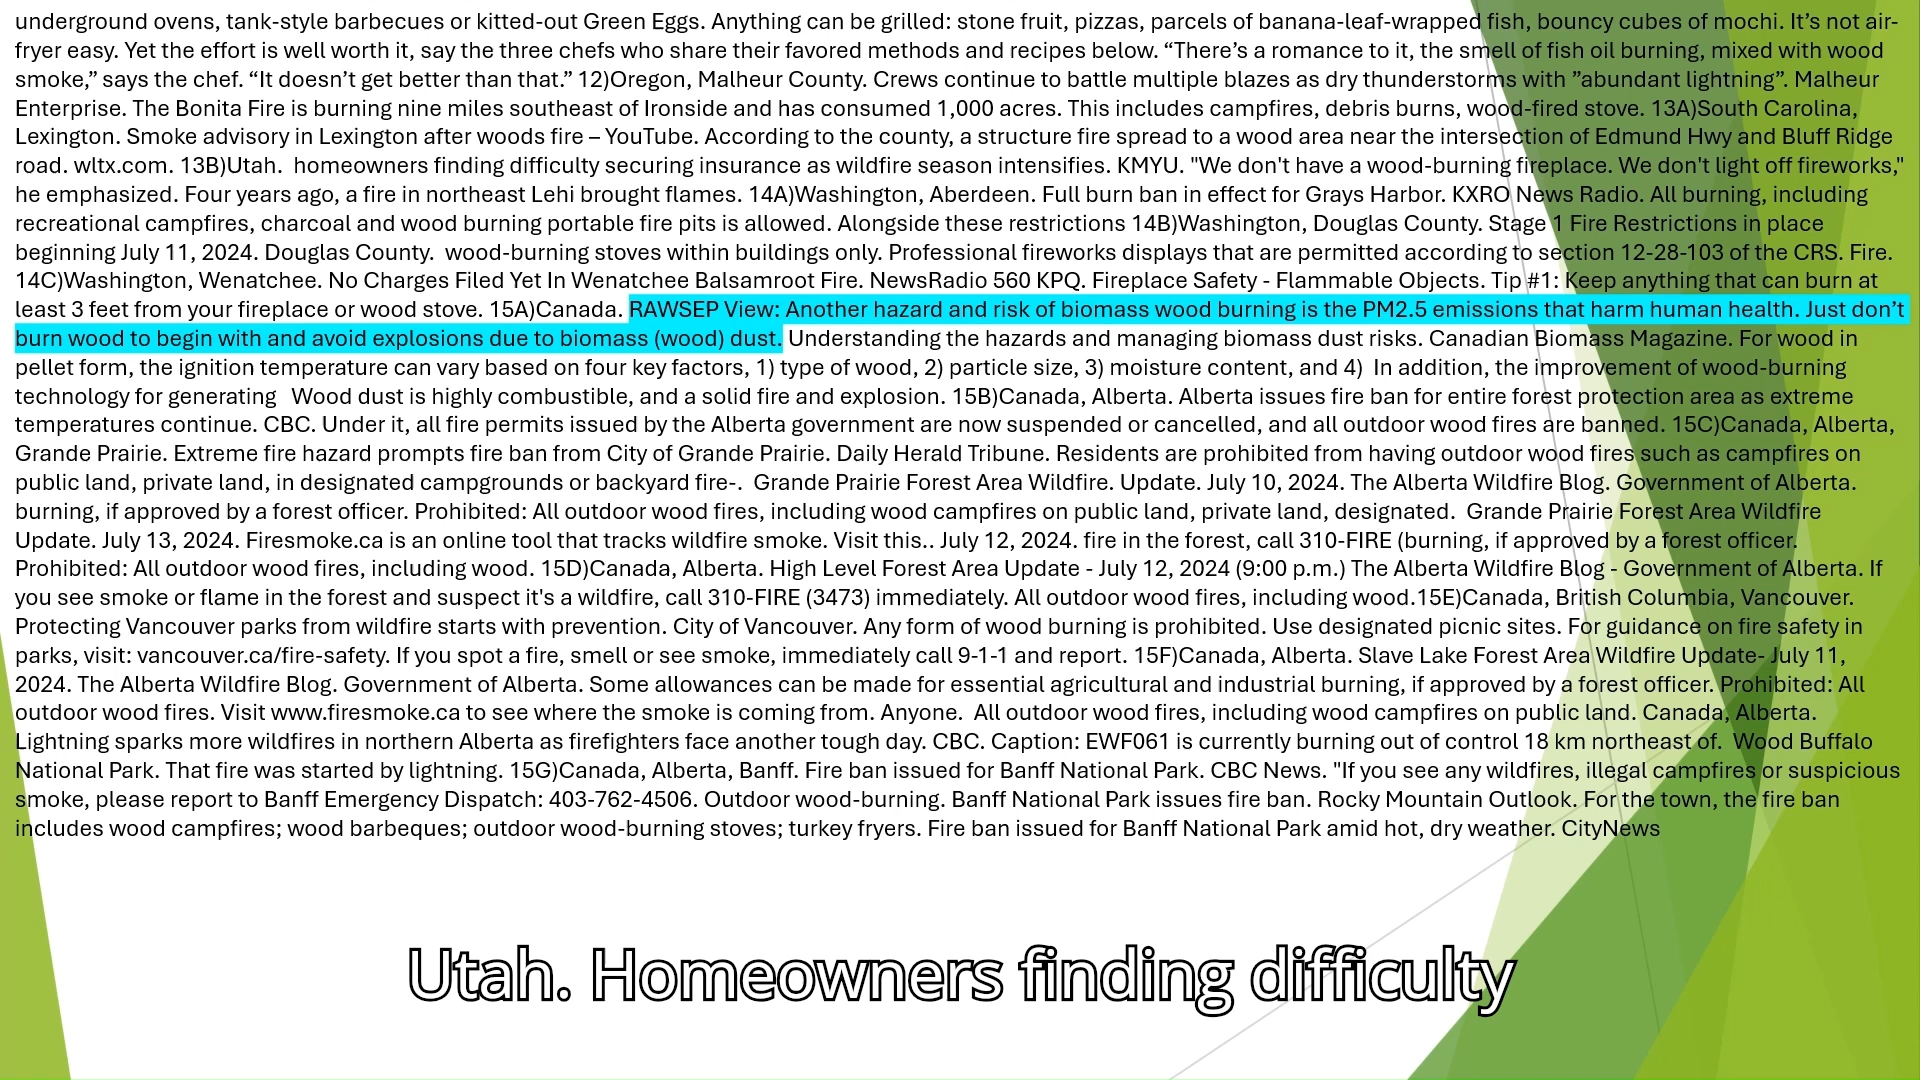 underground ovens, tank-style barbecues or kitted-out Green Eggs. Anything can be grilled: stone fruit, pizzas, parcels of banana-leaf-wrapped fish, bouncy cubes of mochi. It’s not air-
fryer easy. Yet the effort is well worth it, say the three chefs who share their favored methods and recipes below. “There’s a romance to it, the smell of fish oil burning, mixed with wood
smoke,” says the chef. “It doesn’t get better than that.” 12)Oregon, Malheur County. Crews continue to battle multiple blazes as dry thunderstorms with ”abundant lightning”. Malheur
Enterprise. The Bonita Fire is burning nine miles southeast of Ironside and has consumed 1,000 acres. This includes campfires, debris burns, wood-fired stove. 13A)South Carolina,
Lexington. Smoke advisory in Lexington after woods fire – YouTube. According to the county, a structure fire spread to a wood area near the intersection of Edmund Hwy and Bluff Ridge
road. wltx.com. 13B)Utah.  homeowners finding difficulty securing insurance as wildfire season intensifies. KMYU. "We don't have a wood-burning fireplace. We don't light off fireworks,"
he emphasized. Four years ago, a fire in northeast Lehi brought flames. 14A)Washington, Aberdeen. Full burn ban in effect for Grays Harbor. KXRO News Radio. All burning, including
recreational campfires, charcoal and wood burning portable fire pits is allowed. Alongside these restrictions 14B)Washington, Douglas County. Stage 1 Fire Restrictions in place
beginning July 11, 2024. Douglas County.  wood-burning stoves within buildings only. Professional fireworks displays that are permitted according to section 12-28-103 of the CRS. Fire.
14C)Washington, Wenatchee. No Charges Filed Yet In Wenatchee Balsamroot Fire. NewsRadio 560 KPQ. Fireplace Safety - Flammable Objects. Tip #1: Keep anything that can burn at
least 3 feet from your fireplace or wood stove. 15A)Canada. RAWSEP View: Another hazard and risk of biomass wood burning is the PM2.5 emissions that harm human health. Just don’t
burn wood to begin with and avoid explosions due to biomass (wood) dust. Understanding the hazards and managing biomass dust risks. Canadian Biomass Magazine. For wood in
pellet form, the ignition temperature can vary based on four key factors, 1) type of wood, 2) particle size, 3) moisture content, and 4)  In addition, the improvement of wood-burning
technology for generating  Wood dust is highly combustible, and a solid fire and explosion. 15B)Canada, Alberta. Alberta issues fire ban for entire forest protection area as extreme
temperatures continue. CBC. Under it, all fire permits issued by the Alberta government are now suspended or cancelled, and all outdoor wood fires are banned. 15C)Canada, Alberta,
Grande Prairie. Extreme fire hazard prompts fire ban from City of Grande Prairie. Daily Herald Tribune. Residents are prohibited from having outdoor wood fires such as campfires on
public land, private land, in designated campgrounds or backyard fire-.  Grande Prairie Forest Area Wildfire. Update. July 10, 2024. The Alberta Wildfire Blog. Government of Alberta.
burning, if approved by a forest officer. Prohibited: All outdoor wood fires, including wood campfires on public land, private land, designated.  Grande Prairie Forest Area Wildfire
Update. July 13, 2024. Firesmoke.ca is an online tool that tracks wildfire smoke. Visit this.. July 12, 2024. fire in the forest, call 310-FIRE (burning, if approved by a forest officer.
Prohibited: All outdoor wood fires, including wood. 15D)Canada, Alberta. High Level Forest Area Update - July 12, 2024 (9:00 p.m.) The Alberta Wildfire Blog - Government of Alberta. If
you see smoke or flame in the forest and suspect it's a wildfire, call 310-FIRE (3473) immediately. All outdoor wood fires, including wood.15E)Canada, British Columbia, Vancouver.
Protecting Vancouver parks from wildfire starts with prevention. City of Vancouver. Any form of wood burning is prohibited. Use designated picnic sites. For guidance on fire safety in
parks, visit: vancouver.ca/fire-safety. If you spot a fire, smell or see smoke, immediately call 9-1-1 and report. 15F)Canada, Alberta. Slave Lake Forest Area Wildfire Update- July 11,
2024. The Alberta Wildfire Blog. Government of Alberta. Some allowances can be made for essential agricultural and industrial burning, if approved by a forest officer. Prohibited: All
outdoor wood fires. Visit www.firesmoke.ca to see where the smoke is coming from. Anyone.  All outdoor wood fires, including wood campfires on public land. Canada, Alberta.
Lightning sparks more wildfires in northern Alberta as firefighters face another tough day. CBC. Caption: EWF061 is currently burning out of control 18 km northeast of.  Wood Buffalo
National Park. That fire was started by lightning. 15G)Canada, Alberta, Banff. Fire ban issued for Banff National Park. CBC News. "If you see any wildfires, illegal campfires or suspicious
smoke, please report to Banff Emergency Dispatch: 403-762-4506. Outdoor wood-burning. Banff National Park issues fire ban. Rocky Mountain Outlook. For the town, the fire ban
includes wood campfires; wood barbeques; outdoor wood-burning stoves; turkey fryers. Fire ban issued for Banff National Park amid hot, dry weather. CityNews
Utah. Homeowners finding difficulty